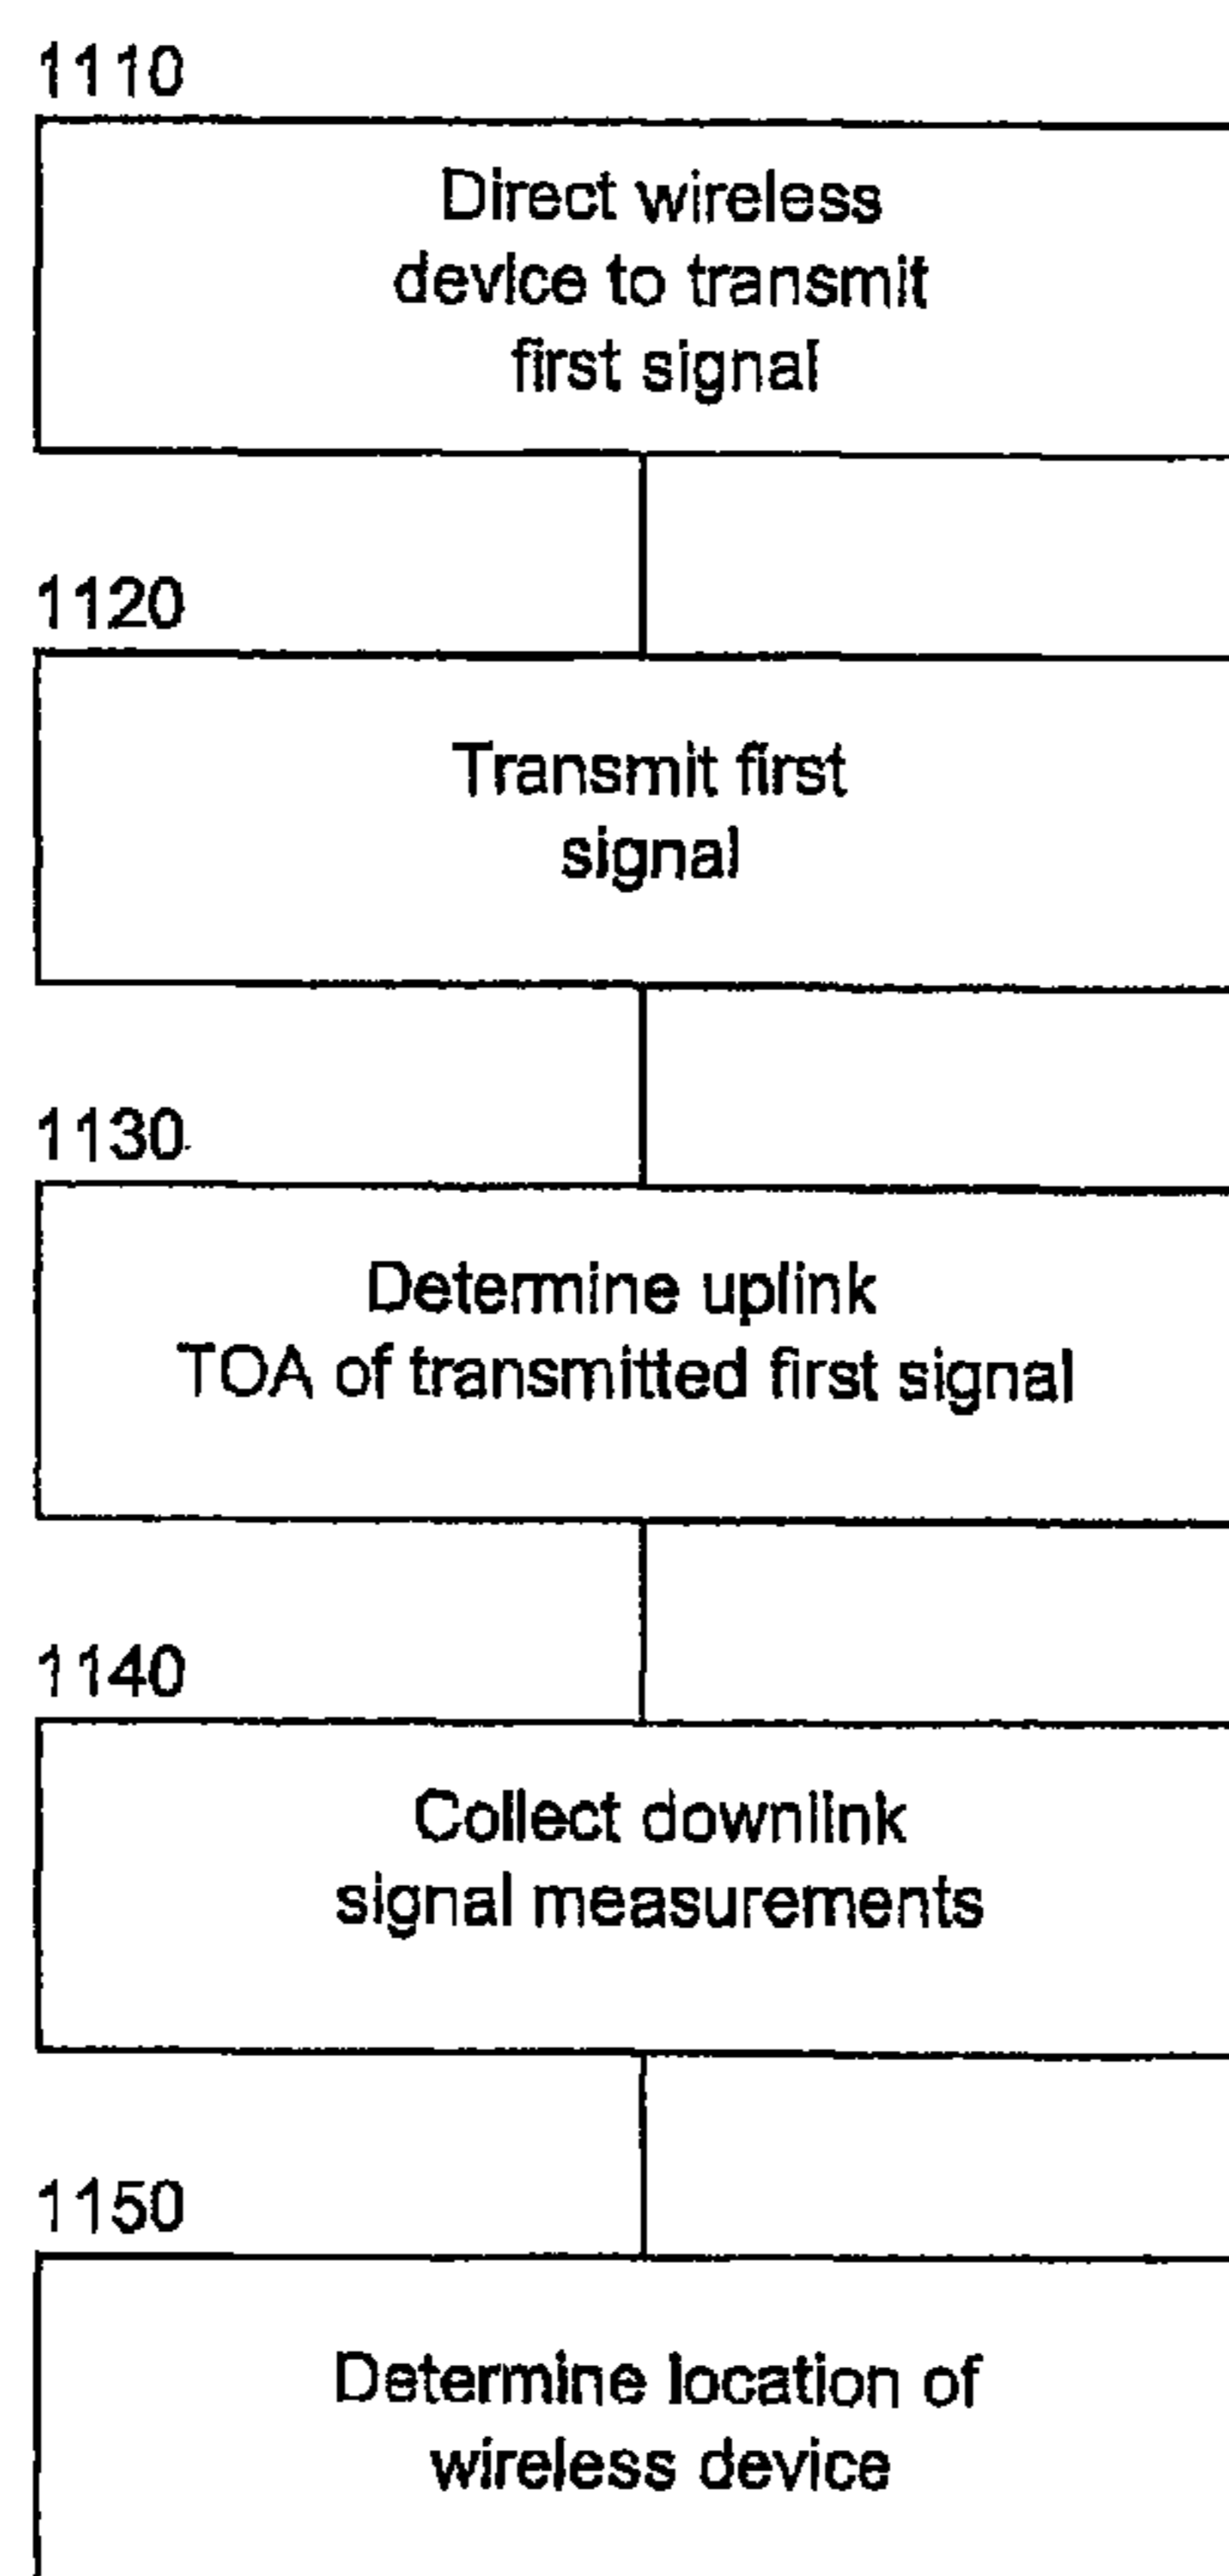 1110
Direct wireless
device to transmit
first signal
1120
Transmit first
signal
1130
Determine uplink
TOA of transmitted first signal
1140
Collect downlink
signal measurements
1150
Determine location of
wireless device